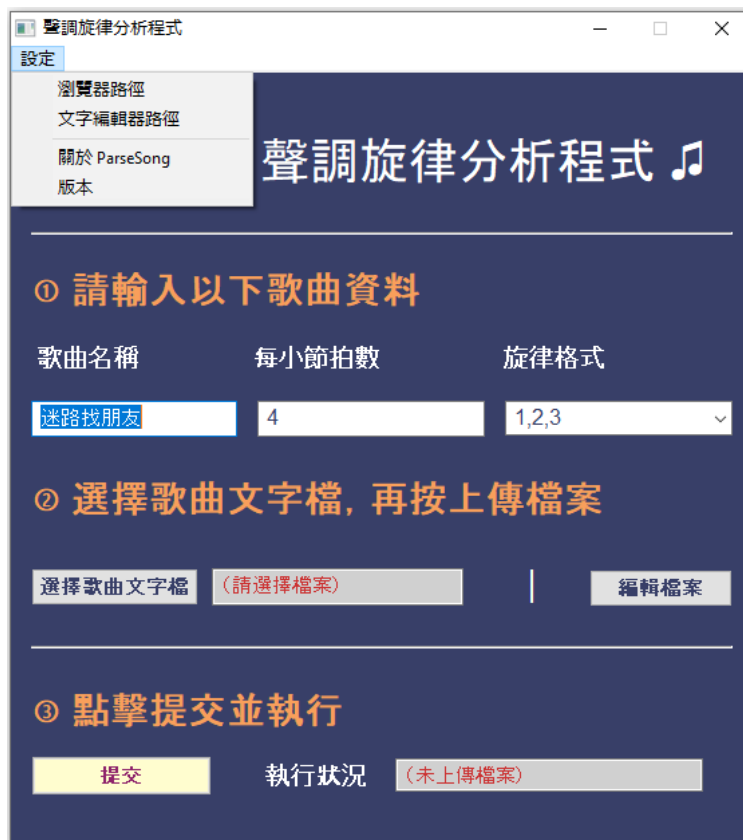 聲調旋律分析程式
設定
瀏覽器路徑
文字編輯器路徑
關於 ParseSong
版本
聲調旋律分析程式 ♫
① 請輸入以下歌曲資料
歌曲名稱 每小節拍數 旋律格式
迷路找朋友 4 1,2,3
② 選擇歌曲文字檔, 再按上傳檔案
選擇歌曲文字檔 (請選擇檔案) | 編輯檔案
③ 點擊提交並執行
提交 執行狀況 (未上傳檔案)